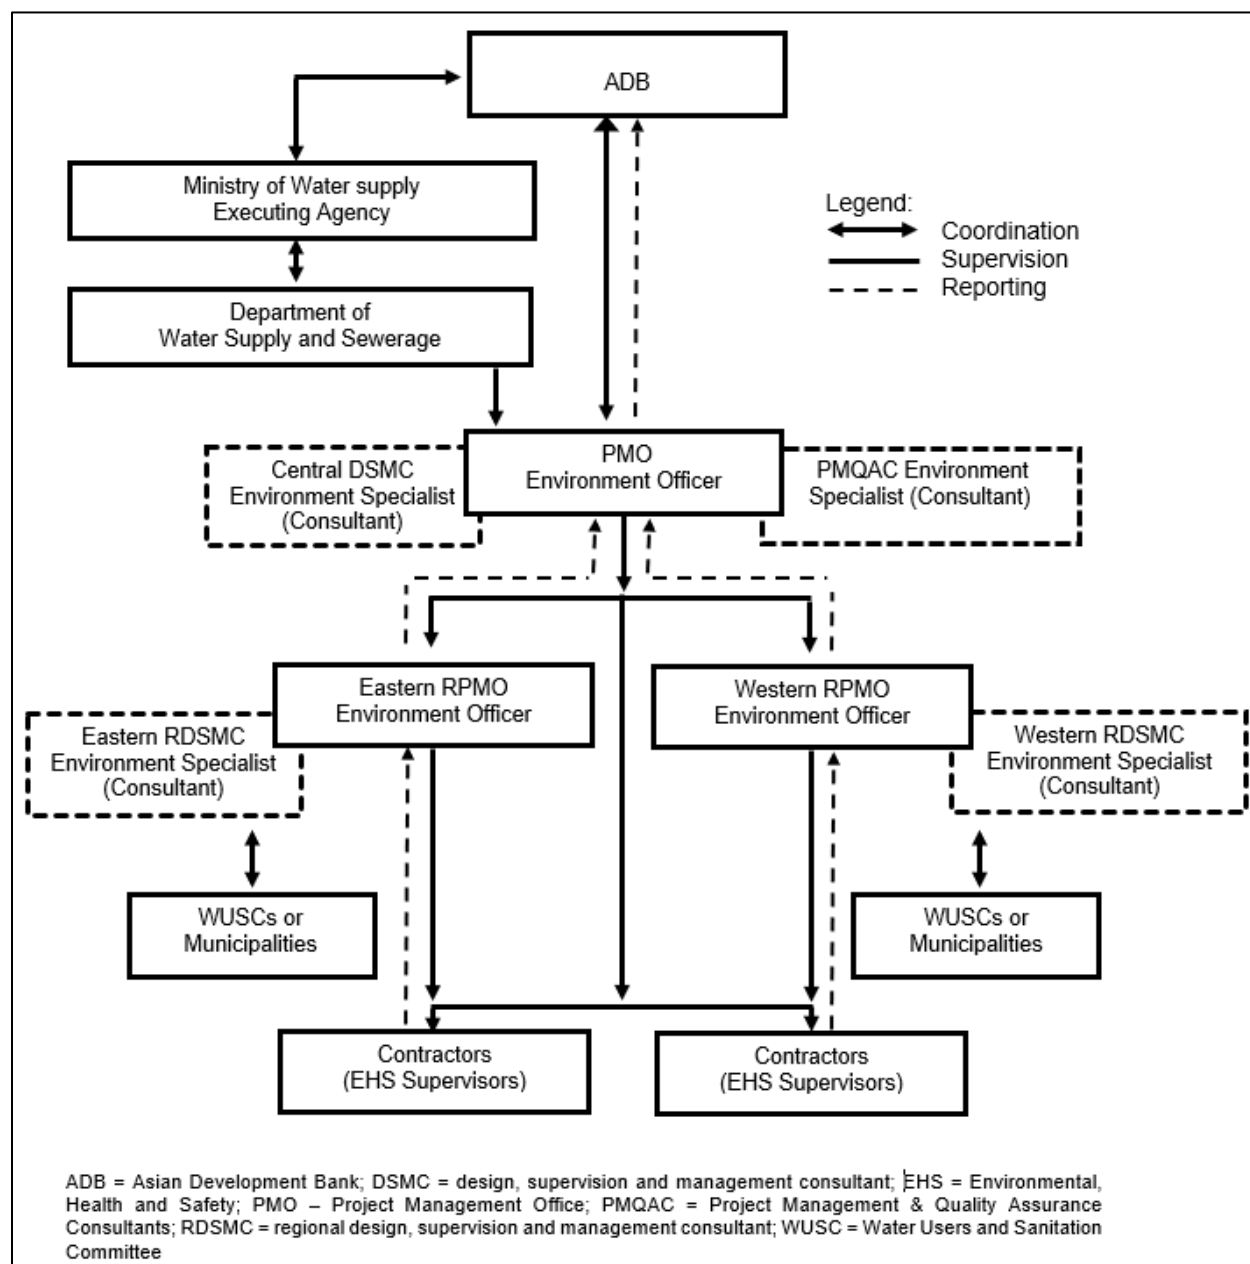 ADB
Ministry of Water supply
Executing Agency
Legend:
Coordination
Supervision
Reporting
Department of
Water Supply and Sewerage
Central DSMC
Environment Specialist
(Consultant)
PMO
Environment Officer
PMQAC Environment
Specialist (Consultant)
Eastern RPMO
Environment Officer
Western RPMO
Environment Officer
Eastern RDSMC
Environment Specialist
(Consultant)
Western RDSMC
Environment Specialist
(Consultant)
WUSCs or
Municipalities
WUSCs or
Municipalities
Contractors
(EHS Supervisors)
Contractors
(EHS Supervisors)
ADB = Asian Development Bank; DSMC = design, supervision and management consultant; EHS = Environmental,
Health and Safety; PMO – Project Management Office; PMQAC = Project Management & Quality Assurance
Consultants; RDSMC = regional design, supervision and management consultant; WUSC = Water Users and Sanitation
Committee